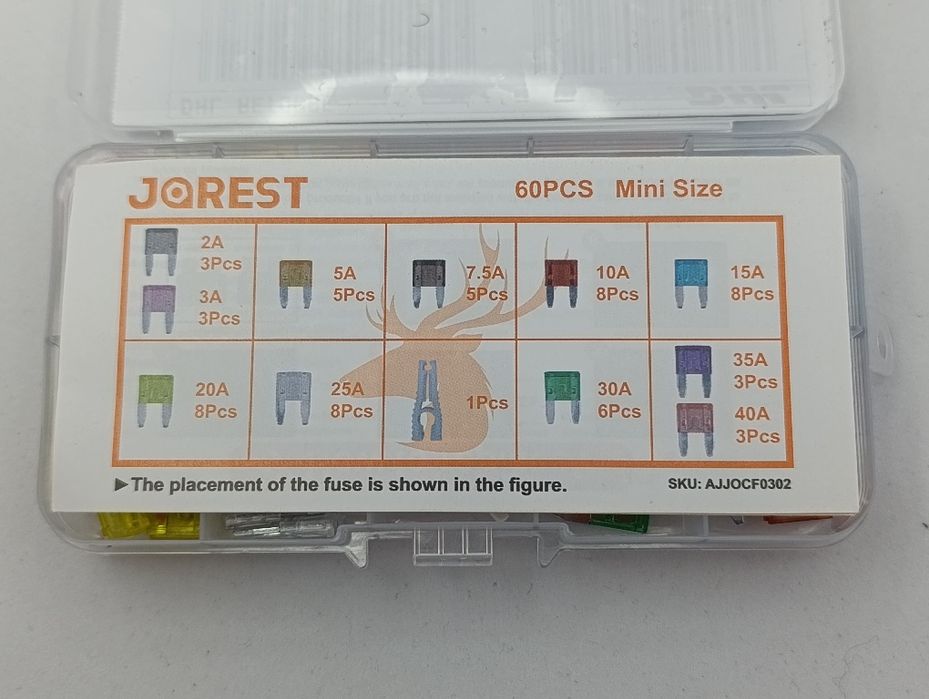 JOREST
60PCS Mini Size
2A
3Pcs
3A
3Pcs
5A
5Pcs
7.5A
5Pcs
10A
8Pcs
15A
8Pcs
20A
8Pcs
25A
8Pcs
1Pcs
30A
6Pcs
35A
3Pcs
40A
3Pcs
▶The placement of the fuse is shown in the figure.
SKU: AJJOCF0302